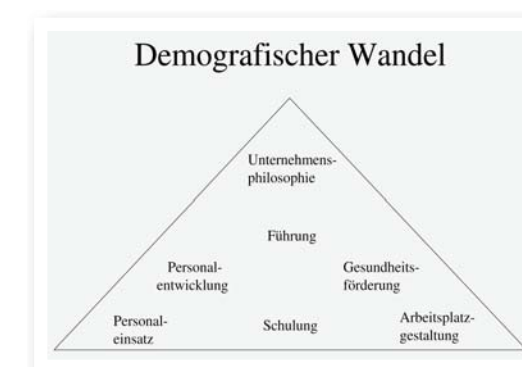 Demografischer Wandel
Unternehmens-
philosophie
Führung
Personal-
entwicklung
Gesundheits-
förderung
Personal-
einsatz
Schulung
Arbeitsplatz-
gestaltung